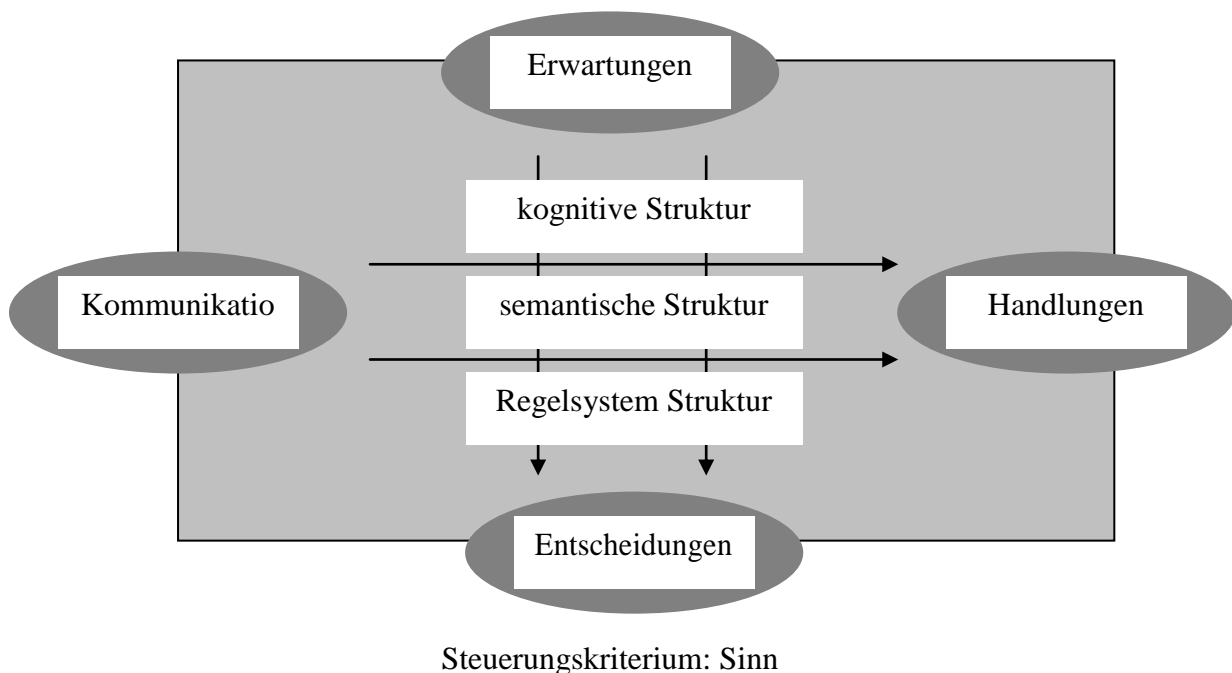 Erwartungen
kognitive Struktur
Kommunikatio
semantische Struktur
Handlungen
Regelsystem Struktur
Entscheidungen
Steuerungskriterium: Sinn